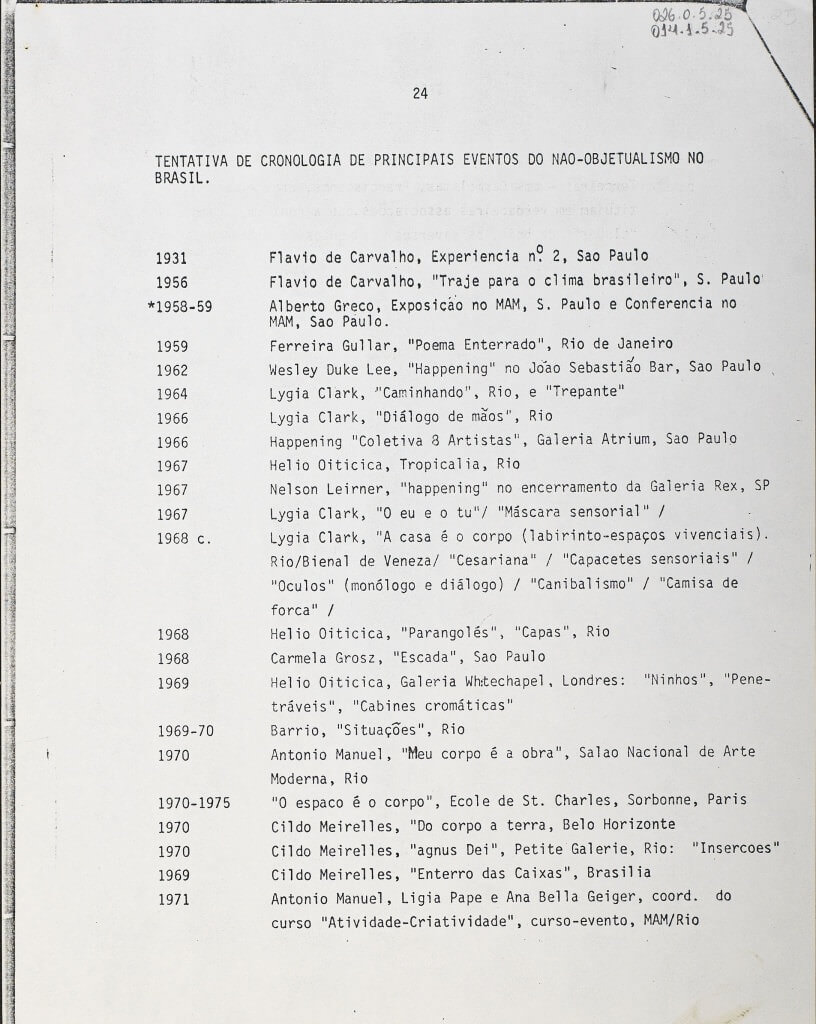 026.0.5.25
014.1.5.25
24
TENTATIVA DE CRONOLOGIA DE PRINCIPAIS EVENTOS DO NAO-OBJETUALISMO NO
BRASIL.
1931 Flavio de Carvalho, Experiencia nº 2, Sao Paulo
1956 Flavio de Carvalho, "Traje para o clima brasileiro", S. Paulo
*1958-59 Alberto Greco, Exposicão no MAM, S. Paulo e Conferencia no
MAM, Sao Paulo.
1959 Ferreira Gullar, "Poema Enterrado", Rio de Janeiro
1962 Wesley Duke Lee, "Happening" no João Sebastião Bar, Sao Paulo
1964 Lygia Clark, "Caminhando", Rio, e "Trepante"
1966 Lygia Clark, "Diálogo de mãos", Rio
1966 Happening "Coletiva 8 Artistas", Galeria Atrium, Sao Paulo
1967 Helio Oiticica, Tropicalia, Rio
1967 Nelson Leirner, "happening" no encerramento da Galeria Rex, SP
1967 Lygia Clark, "O eu e o tu"/ "Máscara sensorial" /
1968 c. Lygia Clark, "A casa é o corpo (labirinto-espaços vivenciais).
Rio/Bienal de Veneza/ "Cesariana" / "Capacetes sensoriais" /
"Oculos" (monólogo e diálogo) / "Canibalismo" / "Camisa de
forca" /
1968 Helio Oiticica, "Parangolés", "Capas", Rio
1968 Carmela Grosz, "Escada", Sao Paulo
1969 Helio Oiticica, Galeria Whitechapel, Londres: "Ninhos", "Pene-
tráveis", "Cabines cromáticas"
1969-70 Barrio, "Situações", Rio
1970 Antonio Manuel, "Meu corpo é a obra", Salao Nacional de Arte
Moderna, Rio
1970-1975 "O espaco é o corpo", Ecole de St. Charles, Sorbonne, Paris
1970 Cildo Meirelles, "Do corpo a terra, Belo Horizonte
1970 Cildo Meirelles, "agnus Dei", Petite Galerie, Rio: "Insercoes"
1969 Cildo Meirelles, "Enterro das Caixas", Brasilia
1971 Antonio Manuel, Ligia Pape e Ana Bella Geiger, coord. do
curso "Atividade-Criatividade", curso-evento, MAM/Rio